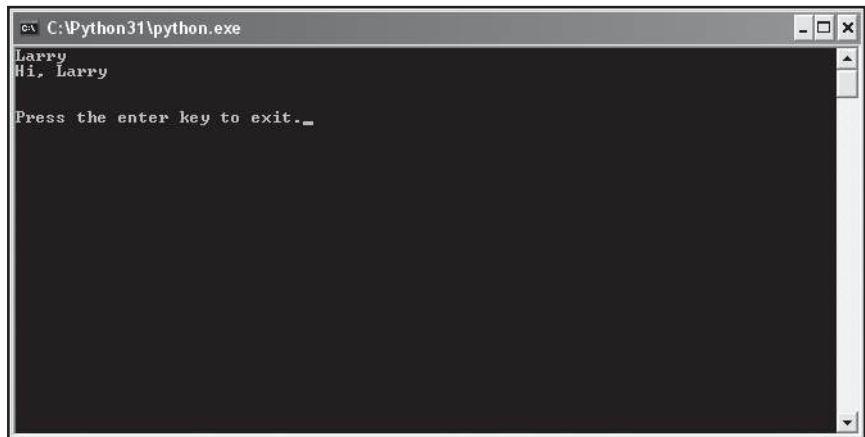 C:\Python31\python.exe
Larry
Hi, Larry
Press the enter key to exit.